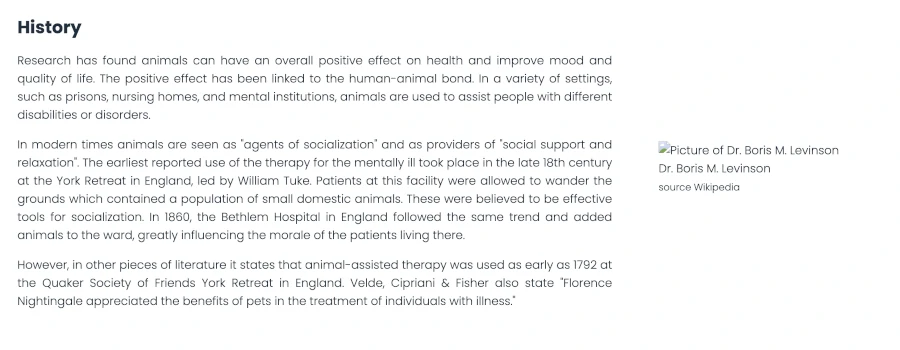 History
Research has found animals can have an overall positive effect on health and improve mood and
quality of life. The positive effect has been linked to the human-animal bond. In a variety of settings,
such as prisons, nursing homes, and mental institutions, animals are used to assist people with different
disabilities or disorders.
In modern times animals are seen as "agents of socialization" and as providers of "social support and
relaxation". The earliest reported use of the therapy for the mentally ill took place in the late 18th century
at the York Retreat in England, led by William Tuke. Patients at this facility were allowed to wander the
grounds which contained a population of small domestic animals. These were believed to be effective
tools for socialization. In 1860, the Bethlem Hospital in England followed the same trend and added
animals to the ward, greatly influencing the morale of the patients living there.
However, in other pieces of literature it states that animal-assisted therapy was used as early as 1792 at
the Quaker Society of Friends York Retreat in England. Velde, Cipriani & Fisher also state "Florence
Nightingale appreciated the benefits of pets in the treatment of individuals with illness."
Picture of Dr. Boris M. Levinson
Dr. Boris M. Levinson
source Wikipedia